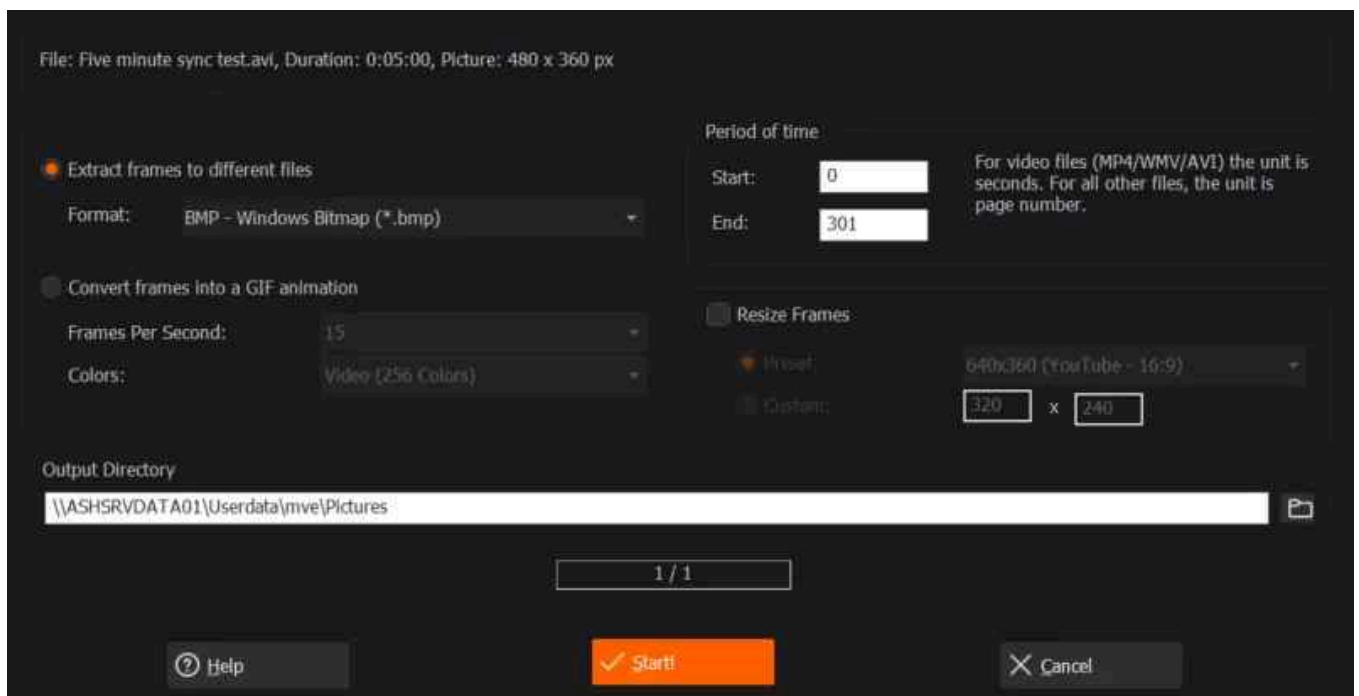 File: Five minute sync test.avi, Duration: 0:05:00, Picture: 480 x 360 px
Extract frames to different files
Format: BMP - Windows Bitmap (*.bmp)
Convert frames into a GIF animation
Frames Per Second: 15
Colors: Video (256 Colors)
Period of time
Start: 0
End: 301
For video files (MP4/WMV/AVI) the unit is
seconds. For all other files, the unit is
page number.
Resize Frames
Preset: 640x360 (YouTube - 16:9)
Custom: 320 x 240
Output Directory
\\ASHSRVDATA01\Userdata\mve\Pictures
1 / 1
Help
Start!
Cancel